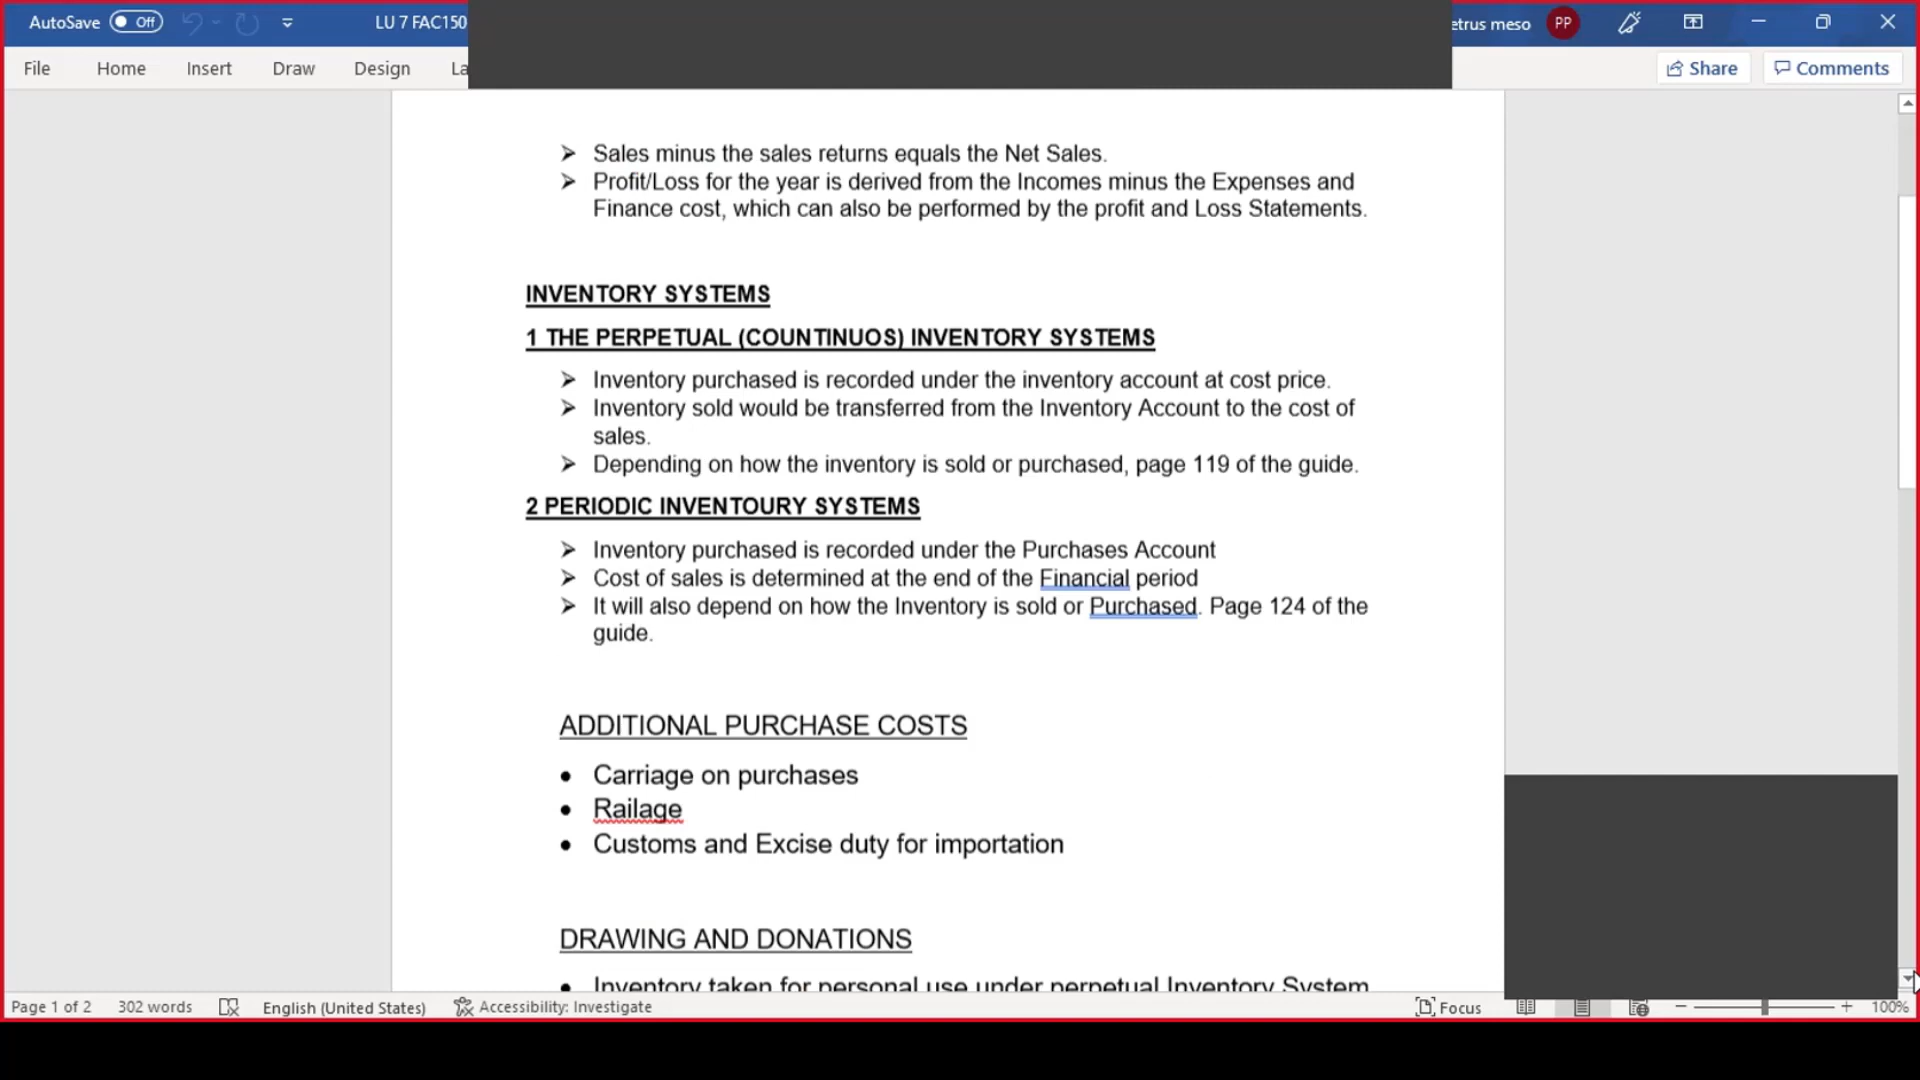 AutoSave Off LU 7 FAC150 etrus meso PP
File Home Insert Draw Design La Share Comments
➢ Sales minus the sales returns equals the Net Sales.
➢ Profit/Loss for the year is derived from the Incomes minus the Expenses and
Finance cost, which can also be performed by the profit and Loss Statements.
INVENTORY SYSTEMS
1 THE PERPETUAL (COUNTINUOS) INVENTORY SYSTEMS
➢ Inventory purchased is recorded under the inventory account at cost price.
➢ Inventory sold would be transferred from the Inventory Account to the cost of
sales.
➢ Depending on how the inventory is sold or purchased, page 119 of the guide.
2 PERIODIC INVENTOURY SYSTEMS
➢ Inventory purchased is recorded under the Purchases Account
➢ Cost of sales is determined at the end of the Financial period
➢ It will also depend on how the Inventory is sold or Purchased. Page 124 of the
guide.
ADDITIONAL PURCHASE COSTS
• Carriage on purchases
• Railage
• Customs and Excise duty for importation
DRAWING AND DONATIONS
• Inventory taken for personal use under perpetual Inventory System
Page 1 of 2 302 words English (United States) Accessibility: Investigate Focus 100%